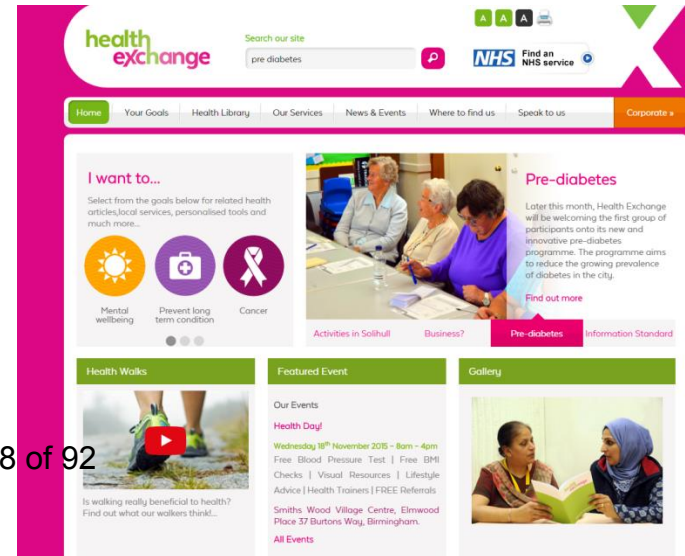 health
exchange
Search our site
pre diabetes
A A A
NHS
Find an
NHS service
Home
Your Goals
Health Library
Our Services
News & Events
Where to find us
Speak to us
Corporate »
I want to...
Select from the goals below for related health
articles,local services, personalised tools and
much more...
Mental
wellbeing
Prevent long
term condition
Cancer
Pre-diabetes
Later this month, Health Exchange
will be welcoming the first group of
participants onto its new and
innovative pre-diabetes
programme. The programme aims
to reduce the growing prevalence
of diabetes in the city.
Find out more
Activities in Solihull
Business?
Pre-diabetes
Information Standard
Health Walks
Is walking really beneficial to health?
Find out what our walkers think!...
Featured Event
Our Events
Health Day!
Wednesday 18th November 2015 – 8am – 4pm
Free Blood Pressure Test | Free BMI
Checks | Visual Resources | Lifestyle
Advice | Health Trainers | FREE Referrals
Smiths Wood Village Centre, Elmwood
Place 37 Burtons Way, Birmingham.
All Events
Gallery
8 of 92